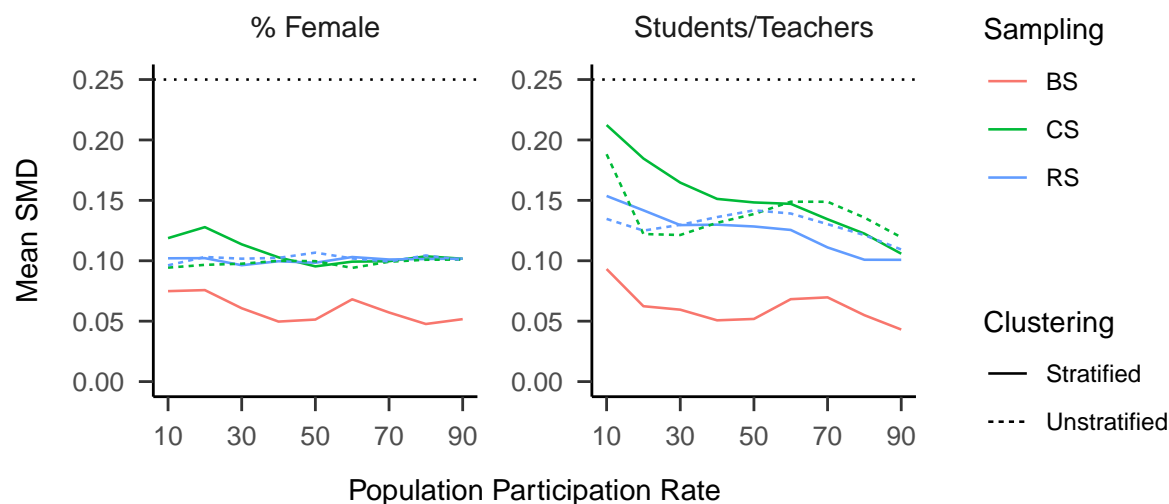 % Female
Students/Teachers
Mean SMD
0.25
0.20
0.15
0.10
0.05
0.00
10 30 50 70 90
0.25
0.20
0.15
0.10
0.05
0.00
10 30 50 70 90
Population Participation Rate
Sampling
BS
CS
RS
Clustering
Stratified
Unstratified